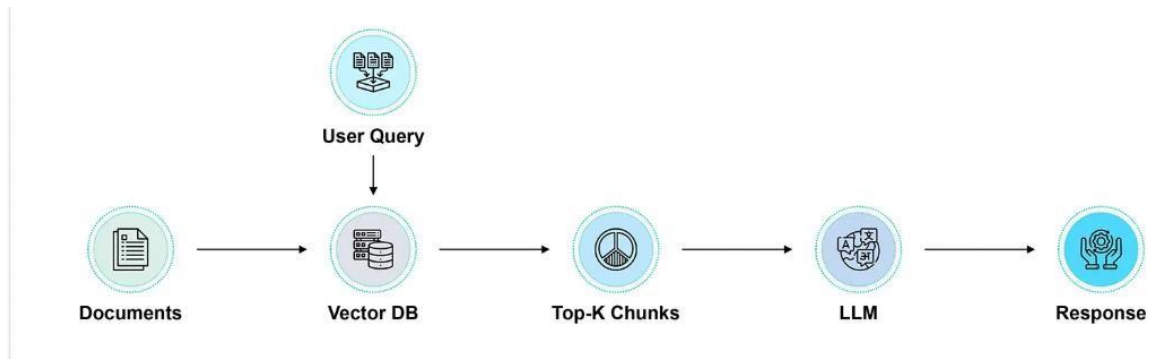 User Query
Documents
Vector DB
Top-K Chunks
LLM
Response